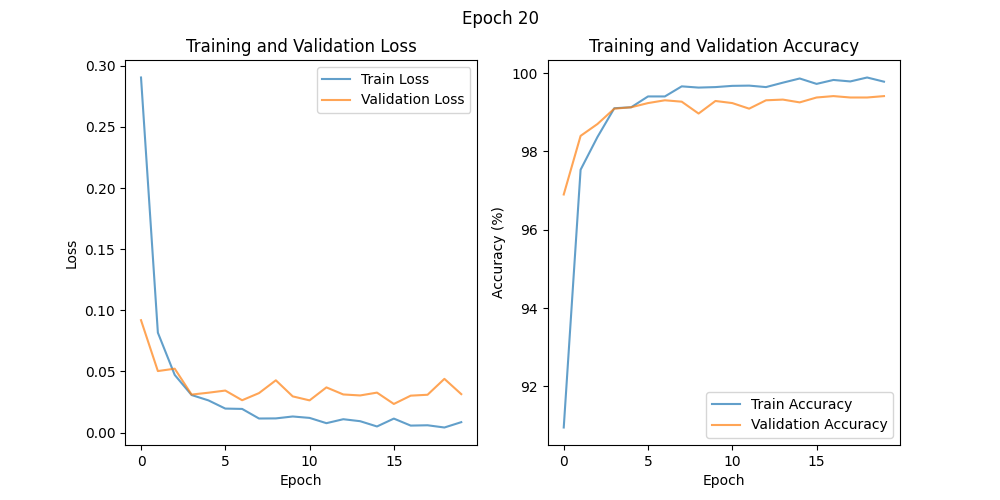 Epoch 20
Training and Validation Loss
0.30
0.25
0.20
0.15
0.10
0.05
0.00
Loss
Train Loss
Validation Loss
0
5
10
15
Epoch
Training and Validation Accuracy
100
98
96
94
92
Accuracy (%)
Train Accuracy
Validation Accuracy
0
5
10
15
Epoch